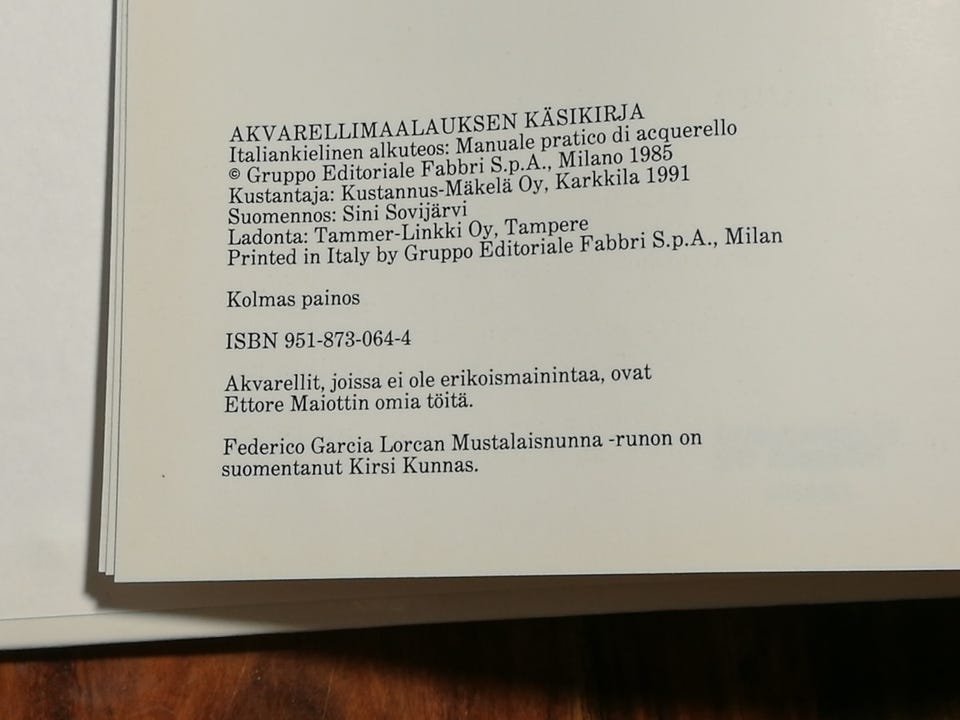 AKVARELLIMAALAUKSEN KÄSIKIRJA
Italiankielinen alkuteos: Manuale pratico di acquerello
© Gruppo Editoriale Fabbri S.p.A., Milano 1985
Kustantaja: Kustannus-Mäkelä Oy, Karkkila 1991
Suomennos: Sini Sovijärvi
Ladonta: Tammer-Linkki Oy, Tampere
Printed in Italy by Gruppo Editoriale Fabbri S.p.A., Milan
Kolmas painos
ISBN 951-873-064-4
Akvarellit, joissa ei ole erikoismainintaa, ovat
Ettore Maiottin omia töitä.
Federico Garcia Lorcan Mustalaisnunna -runon on
suomentanut Kirsi Kunnas.